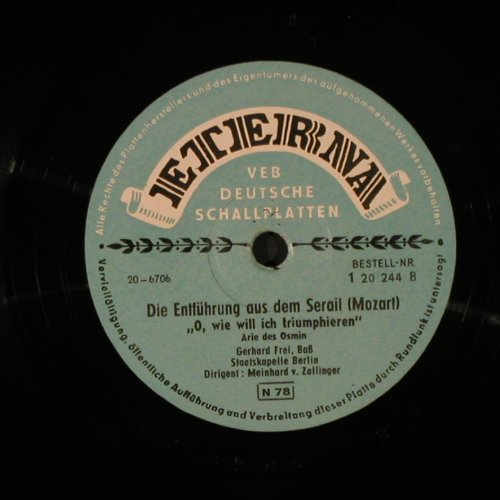 Alle Rechte des Plattenherstellers und des Eigentümers des aufgenommenen Werkes vorbehalten
ETERNA
VEB
DEUTSCHE
SCHALLPLATTEN
20-6706
BESTELL-NR.
1 20 244 B
Die Entführung aus dem Serail (Mozart)
„O, wie will ich triumphieren"
Arie des Osmin
Gerhard Frei, Baß
Staatskapelle Berlin
Dirigent: Meinhard v. Zallinger
N 78
Vervielfältigung, öffentliche Aufführung und Verbreitung dieser Platte durch Rundfunk ist untersagt